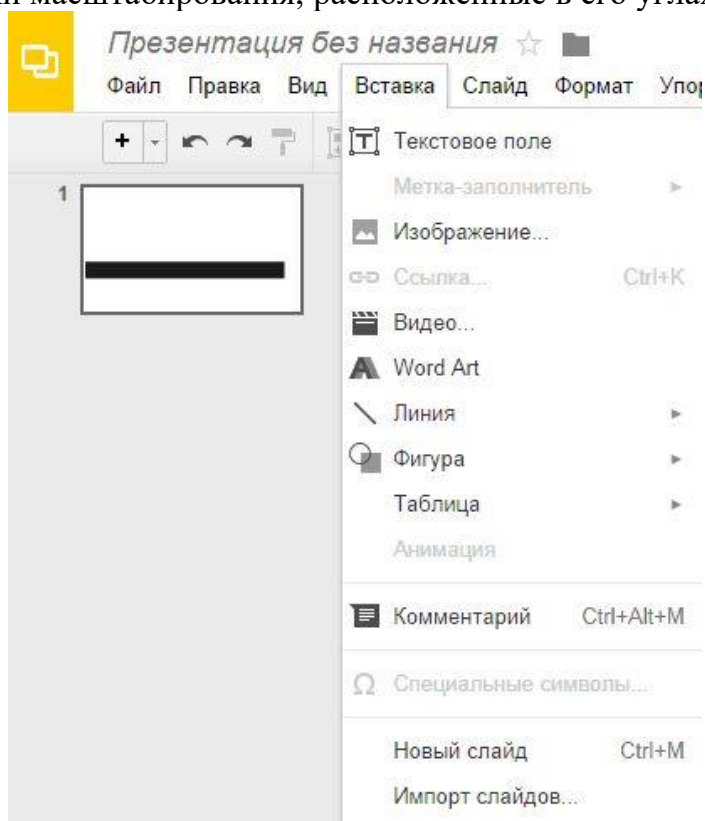 масштабирования, расположенные в его углах
Презентация без названия
Файл Правка Вид Вставка Слайд Формат
1
Текстовое поле
Метка-заполнитель
Изображение...
Ссылка... Ctrl+K
Видео...
Word Art
Линия
Фигура
Таблица
Анимация
Комментарий Ctrl+Alt+M
Специальные символы...
Новый слайд Ctrl+M
Импорт слайдов...